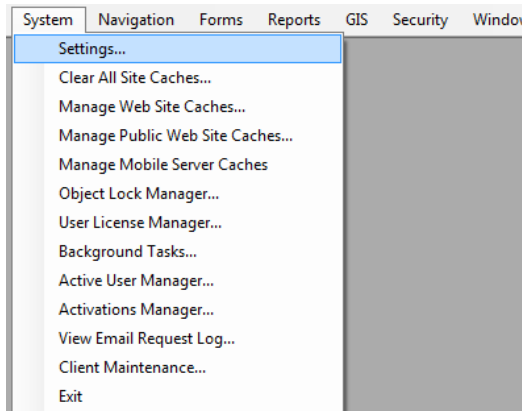 System Navigation Forms Reports GIS Security
Settings...
Clear All Site Caches...
Manage Web Site Caches...
Manage Public Web Site Caches...
Manage Mobile Server Caches
Object Lock Manager...
User License Manager...
Background Tasks...
Active User Manager...
Activations Manager...
View Email Request Log...
Client Maintenance...
Exit